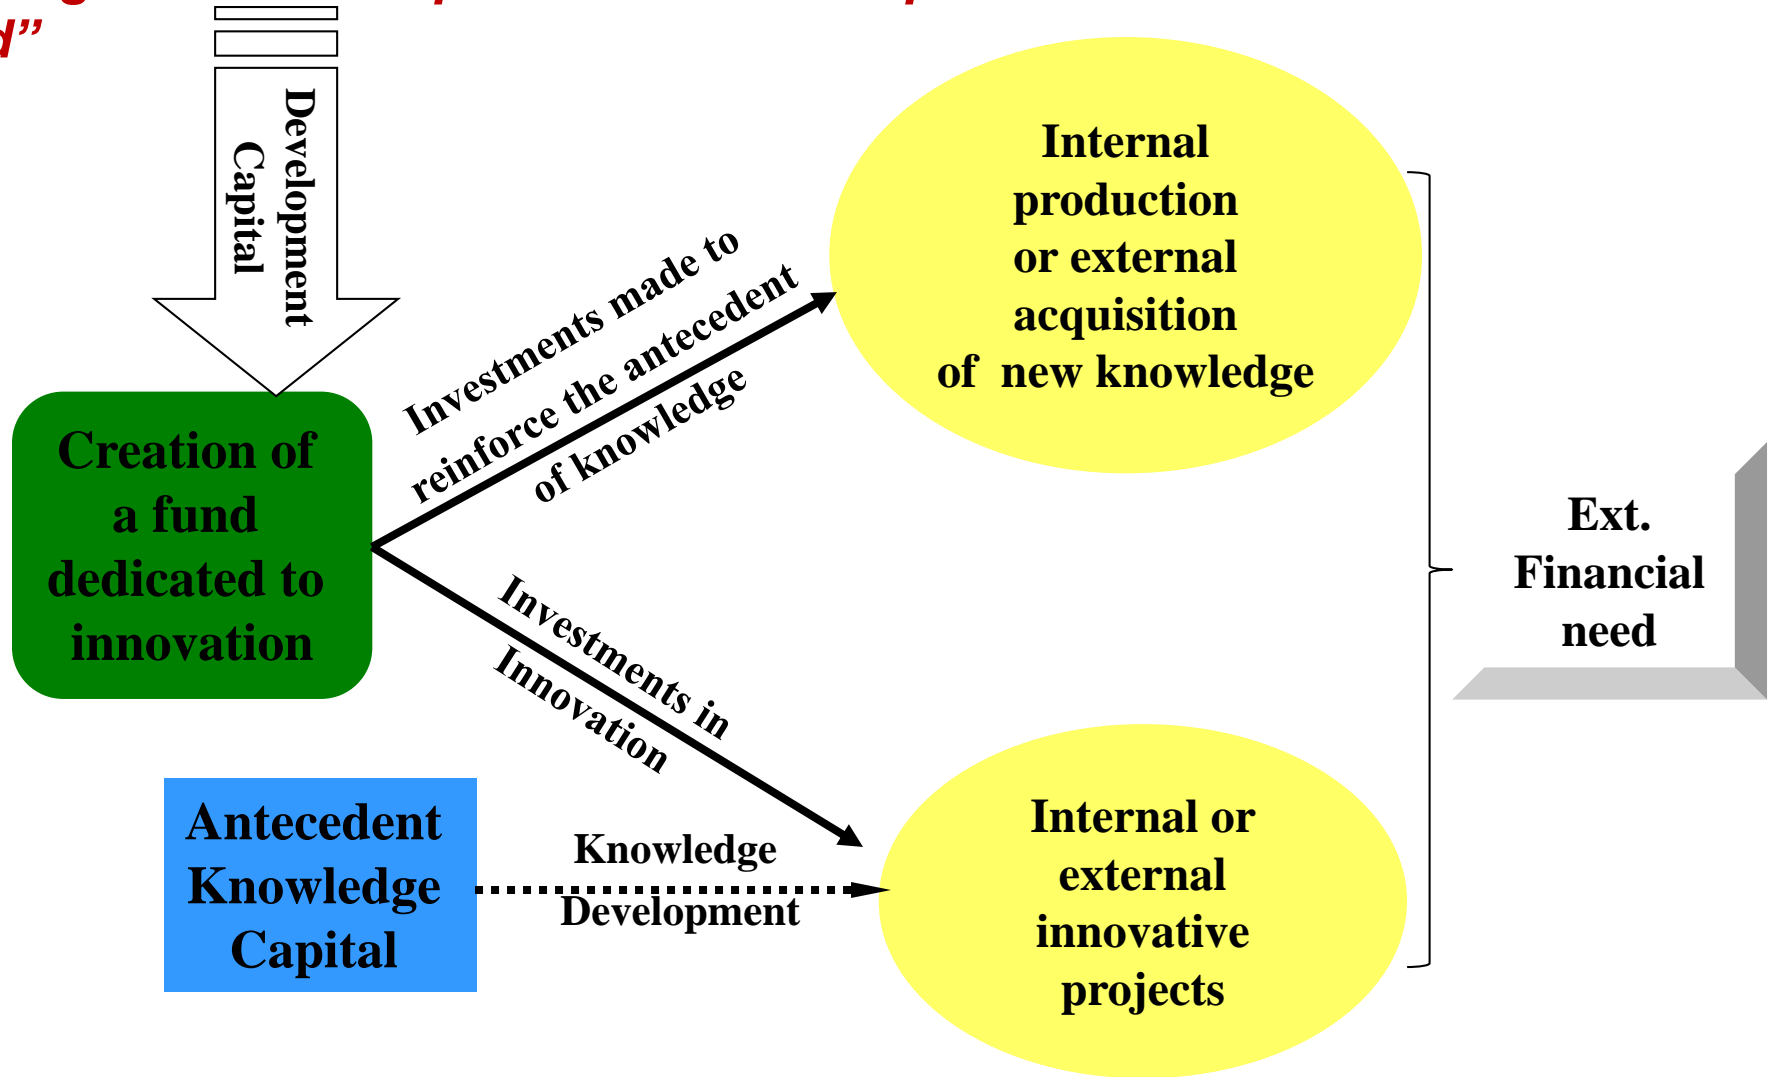 d”
Development
Capital
Internal
production
or external
acquisition
of new knowledge
Investments made to
reinforce the antecedent
of knowledge
Creation of
a fund
dedicated to
innovation
Ext.
Financial
need
Investments in
Innovation
Antecedent
Knowledge
Capital
Knowledge
Development
Internal or
external
innovative
projects